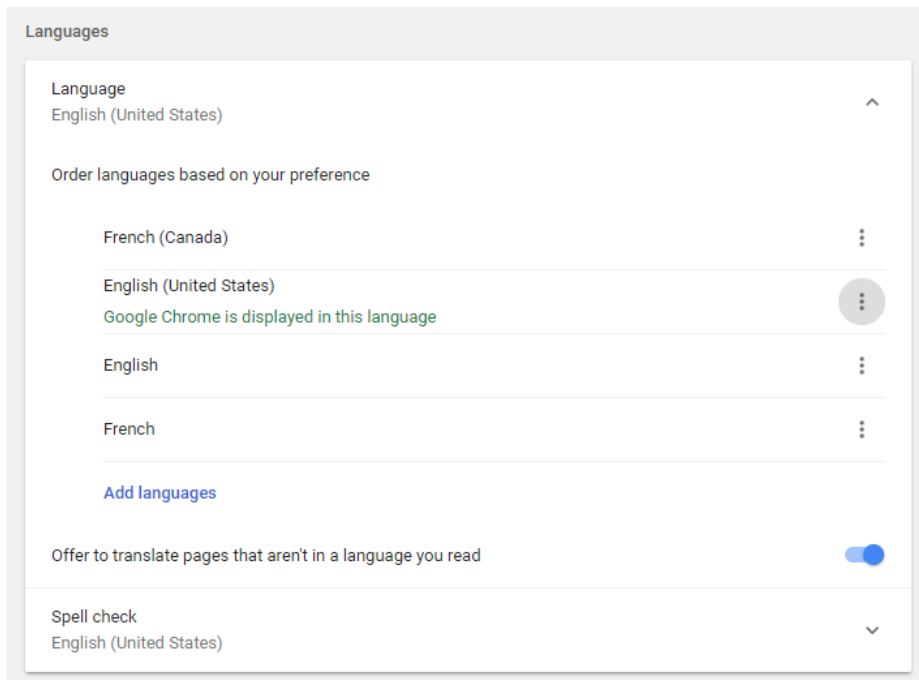 Languages
Language
English (United States)
Order languages based on your preference
French (Canada)
English (United States)
Google Chrome is displayed in this language
English
French
Add languages
Offer to translate pages that aren't in a language you read
Spell check
English (United States)